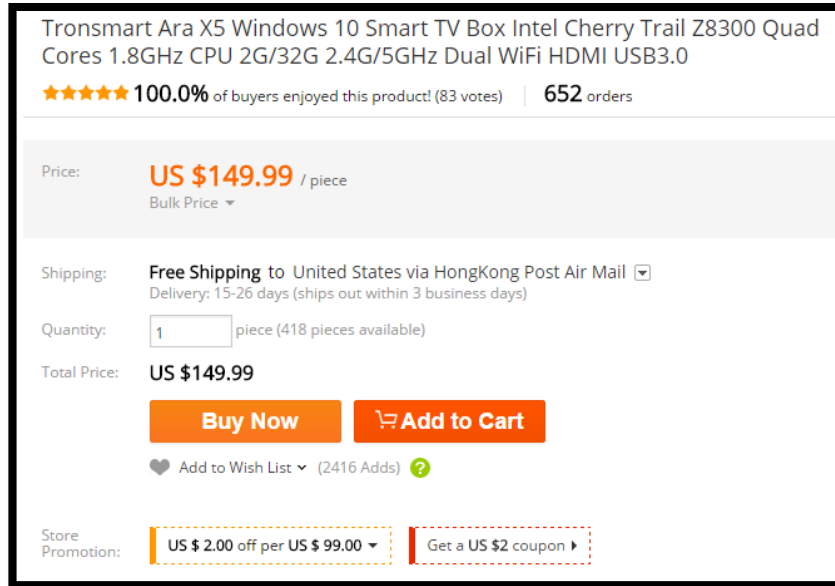 Tronsmart Ara X5 Windows 10 Smart TV Box Intel Cherry Trail Z8300 Quad
Cores 1.8GHz CPU 2G/32G 2.4G/5GHz Dual WiFi HDMI USB3.0
100.0% of buyers enjoyed this product! (83 votes) 652 orders
Price: US $149.99 / piece
Bulk Price
Shipping: Free Shipping to United States via HongKong Post Air Mail
Delivery: 15-26 days (ships out within 3 business days)
Quantity: 1 piece (418 pieces available)
Total Price: US $149.99
Buy Now Add to Cart
Add to Wish List (2416 Adds) ?
Store
Promotion: US $ 2.00 off per US $ 99.00 Get a US $2 coupon